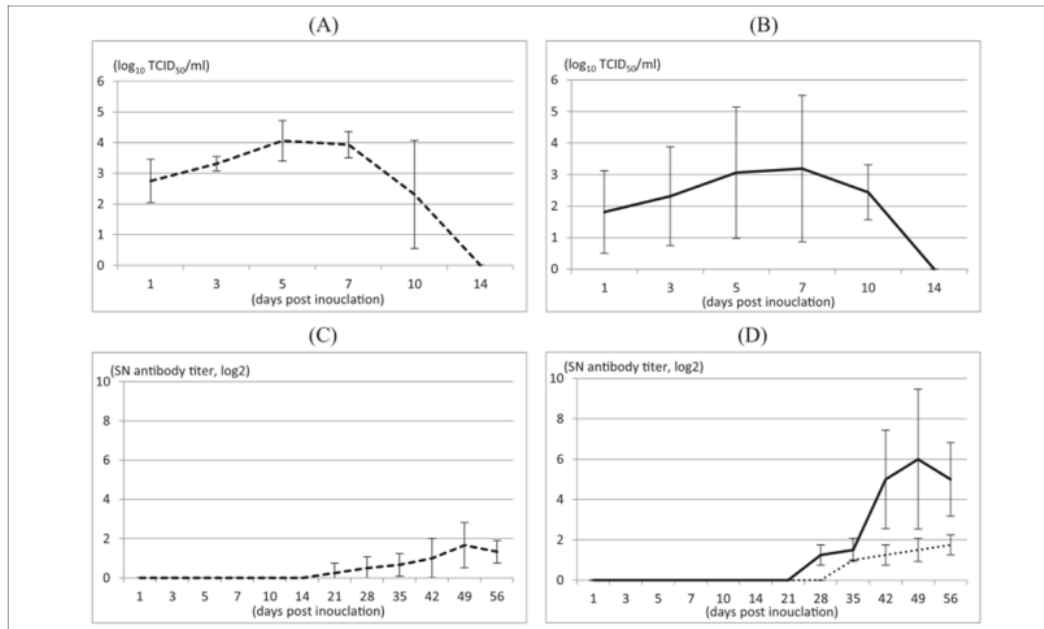 (A)
(log10 TCID50/ml)
6
5
4
3
2
1
0
1 3 5 7 10 14
(days post inouclation)
(B)
(log10 TCID50/ml)
6
5
4
3
2
1
0
1 3 5 7 10 14
(days post inouclation)
(C)
(SN antibody titer, log2)
10
8
6
4
2
0
1 3 5 7 10 14 21 28 35 42 49 56
(days post inouclation)
(D)
(SN antibody titer, log2)
10
8
6
4
2
0
1 3 5 7 10 14 21 28 35 42 49 56
(days post inouclation)